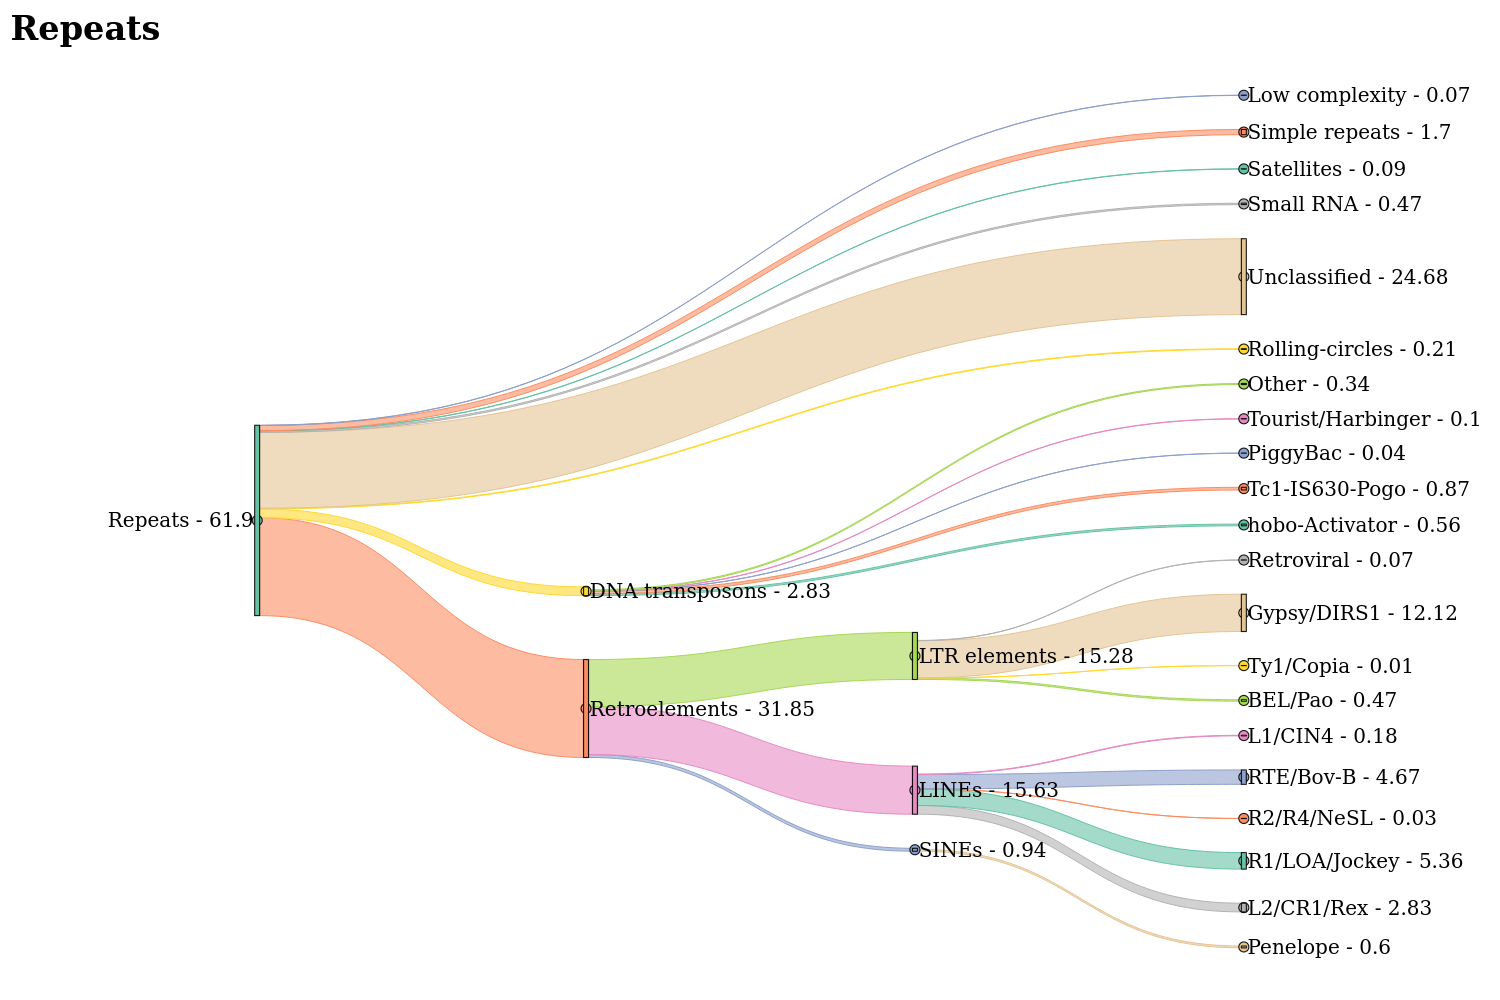 Repeats
Low complexity - 0.07
Simple repeats - 1.7
Satellites - 0.09
Small RNA - 0.47
Unclassified - 24.68
Rolling-circles - 0.21
Other - 0.34
Tourist/Harbinger - 0.1
PiggyBac - 0.04
Tc1-IS630-Pogo - 0.87
Repeats - 61.9
hobo-Activator - 0.56
Retroviral - 0.07
DNA transposons - 2.83
Gypsy/DIRS1 - 12.12
LTR elements - 15.28
Ty1/Copia - 0.01
BEL/Pao - 0.47
Retroelements - 31.85
L1/CIN4 - 0.18
RTE/Bov-B - 4.67
LINEs - 15.63
R2/R4/NeSL - 0.03
SINEs - 0.94
R1/LOA/Jockey - 5.36
L2/CR1/Rex - 2.83
Penelope - 0.6